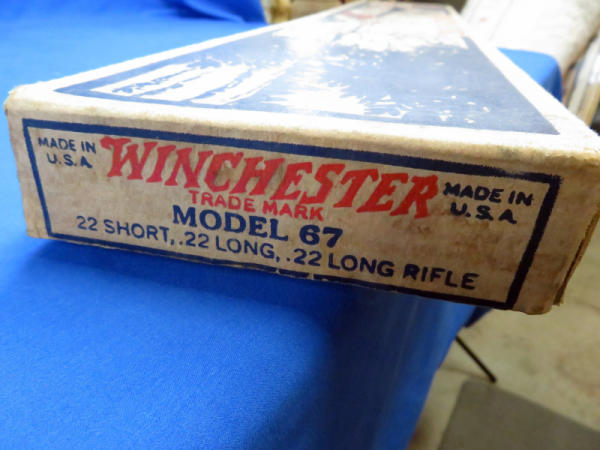 MADE IN
U.S.A.
WINCHESTER
TRADE MARK
MADE IN
U.S.A.
MODEL 67
22 SHORT, .22 LONG, .22 LONG RIFLE